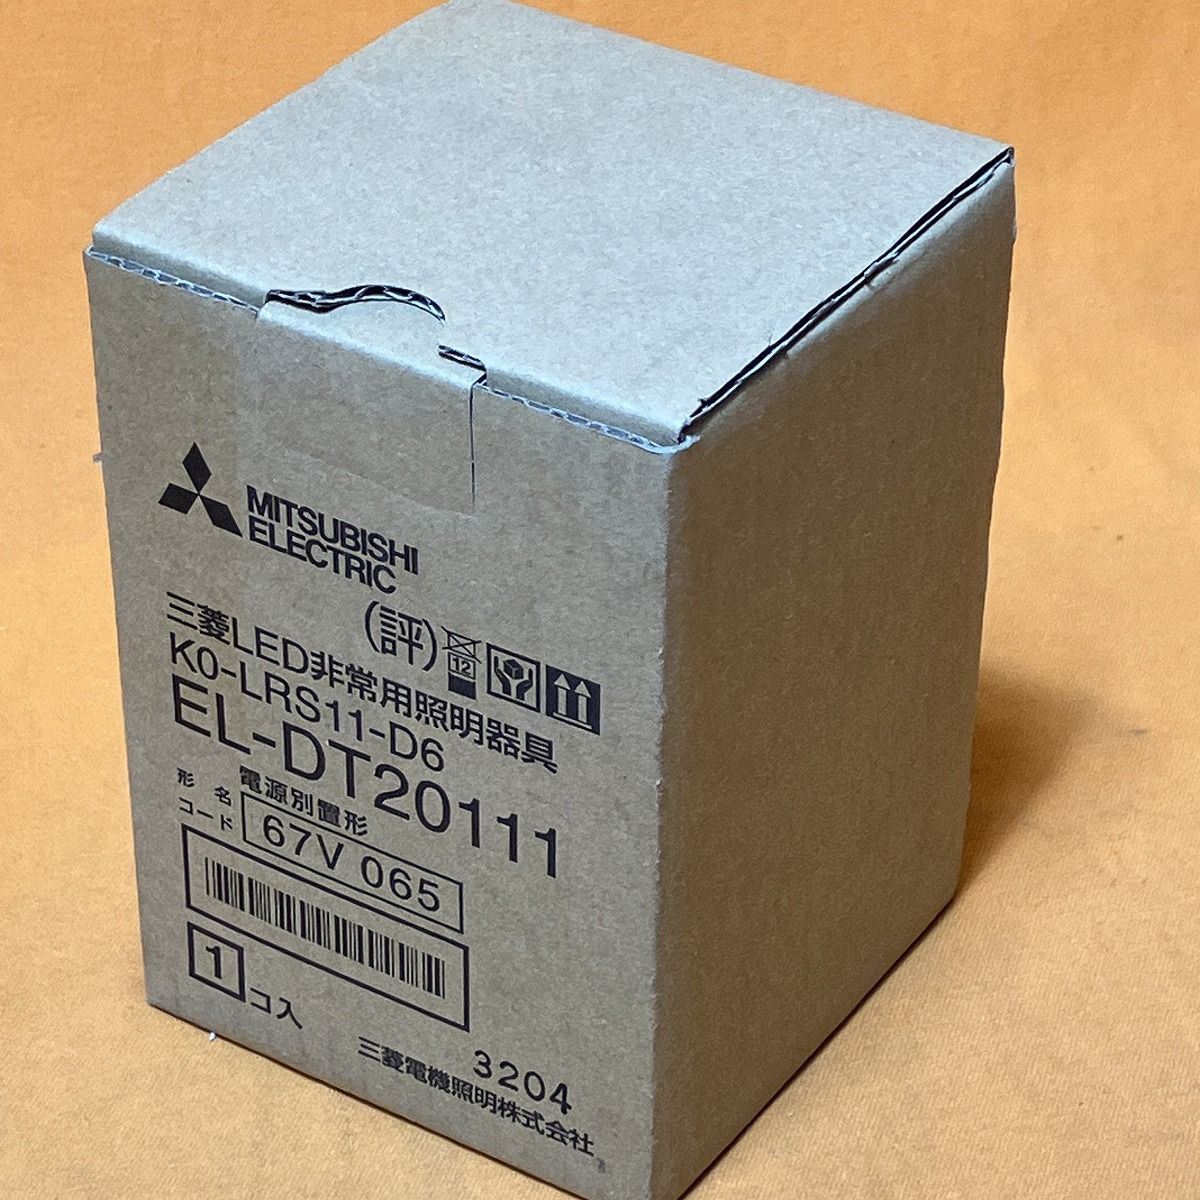 MITSUBISHI
ELECTRIC
(評)
12
三菱LED非常用照明器具
K0-LRS11-D6
EL-DT20111
電源別置形
形名
コード
67V 065
1
コ入
3204
三菱電機照明株式会社